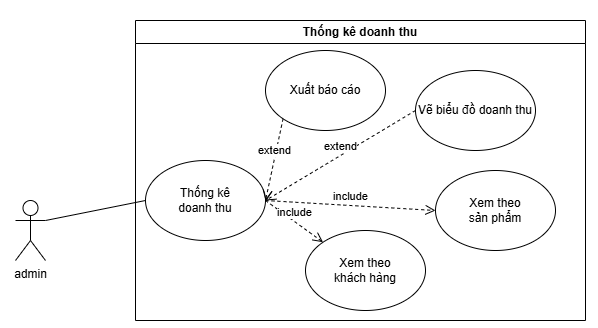 Thống kê doanh thu
Xuất báo cáo
Vẽ biểu đồ doanh thu
extend
extend
Thống kê
doanh thu
include
include
Xem theo
sản phẩm
Xem theo
khách hàng
admin